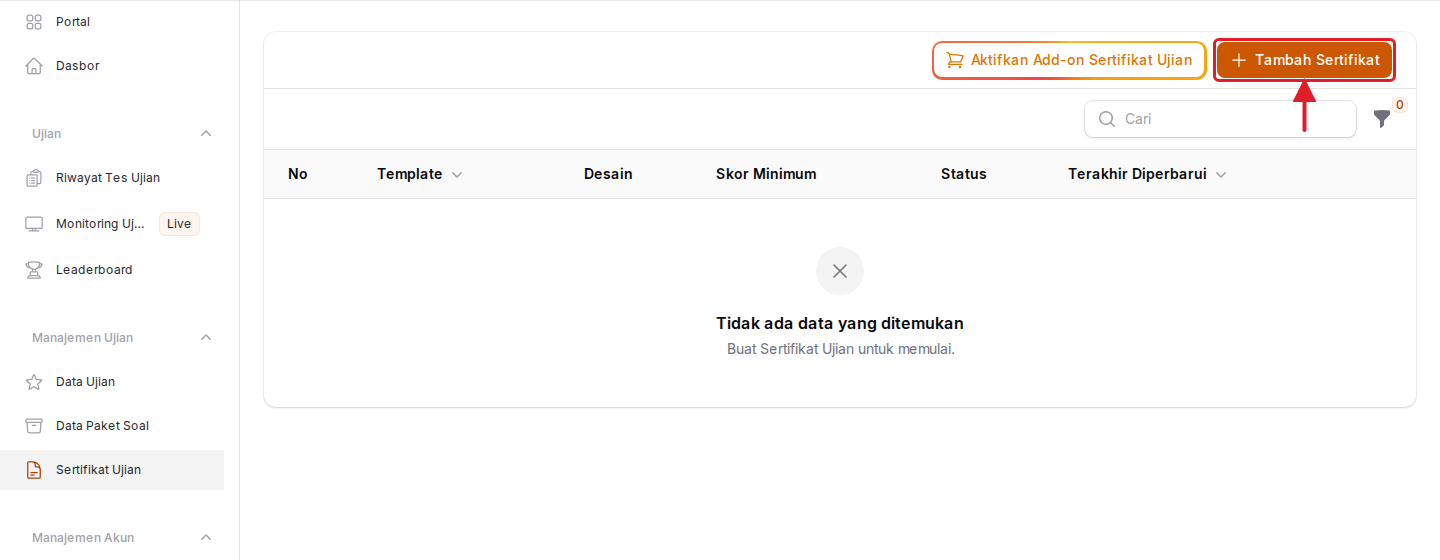 Portal
Dasbor
Ujian
Riwayat Tes Ujian
Monitoring Uj... Live
Leaderboard
Manajemen Ujian
Data Ujian
Data Paket Soal
Sertifikat Ujian
Manajemen Akun
Aktifkan Add-on Sertifikat Ujian Tambah Sertifikat
Cari 0
No Template Desain Skor Minimum Status Terakhir Diperbarui
Tidak ada data yang ditemukan
Buat Sertifikat Ujian untuk memulai.